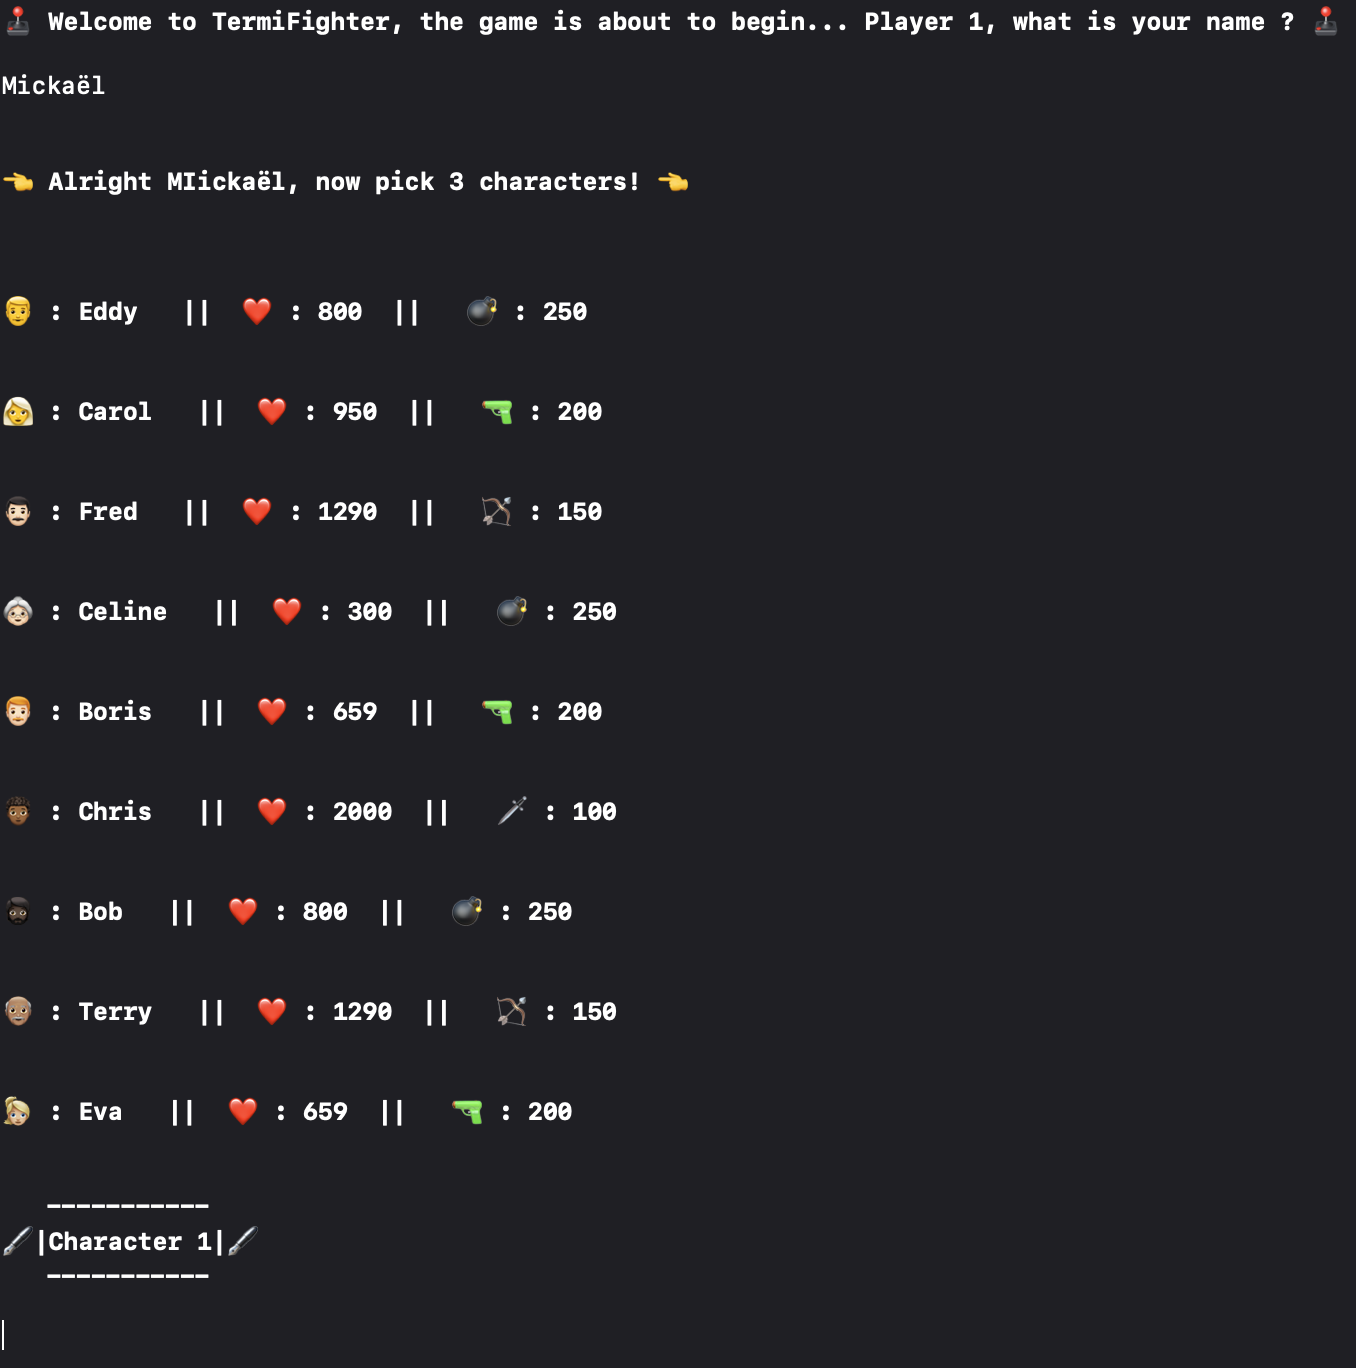 🕹️ Welcome to TermiFighter, the game is about to begin... Player 1, what is your name ? 🕹️
Mickaël
👈 Alright MIickaël, now pick 3 characters! 👈
👨 : Eddy || ❤️ : 800 || 💣 : 250
👩‍🦳 : Carol || ❤️ : 950 || 🔫 : 200
👨🏻 : Fred || ❤️ : 1290 || 🏹 : 150
👵🏻 : Celine || ❤️ : 300 || 💣 : 250
👨🏼 : Boris || ❤️ : 659 || 🔫 : 200
👨🏾‍🦱 : Chris || ❤️ : 2000 || 🗡️ : 100
🧔🏿 : Bob || ❤️ : 800 || 💣 : 250
👴🏽 : Terry || ❤️ : 1290 || 🏹 : 150
👱🏼‍♀️ : Eva || ❤️ : 659 || 🔫 : 200
-----------
🖋️|Character 1|🖋️
-----------